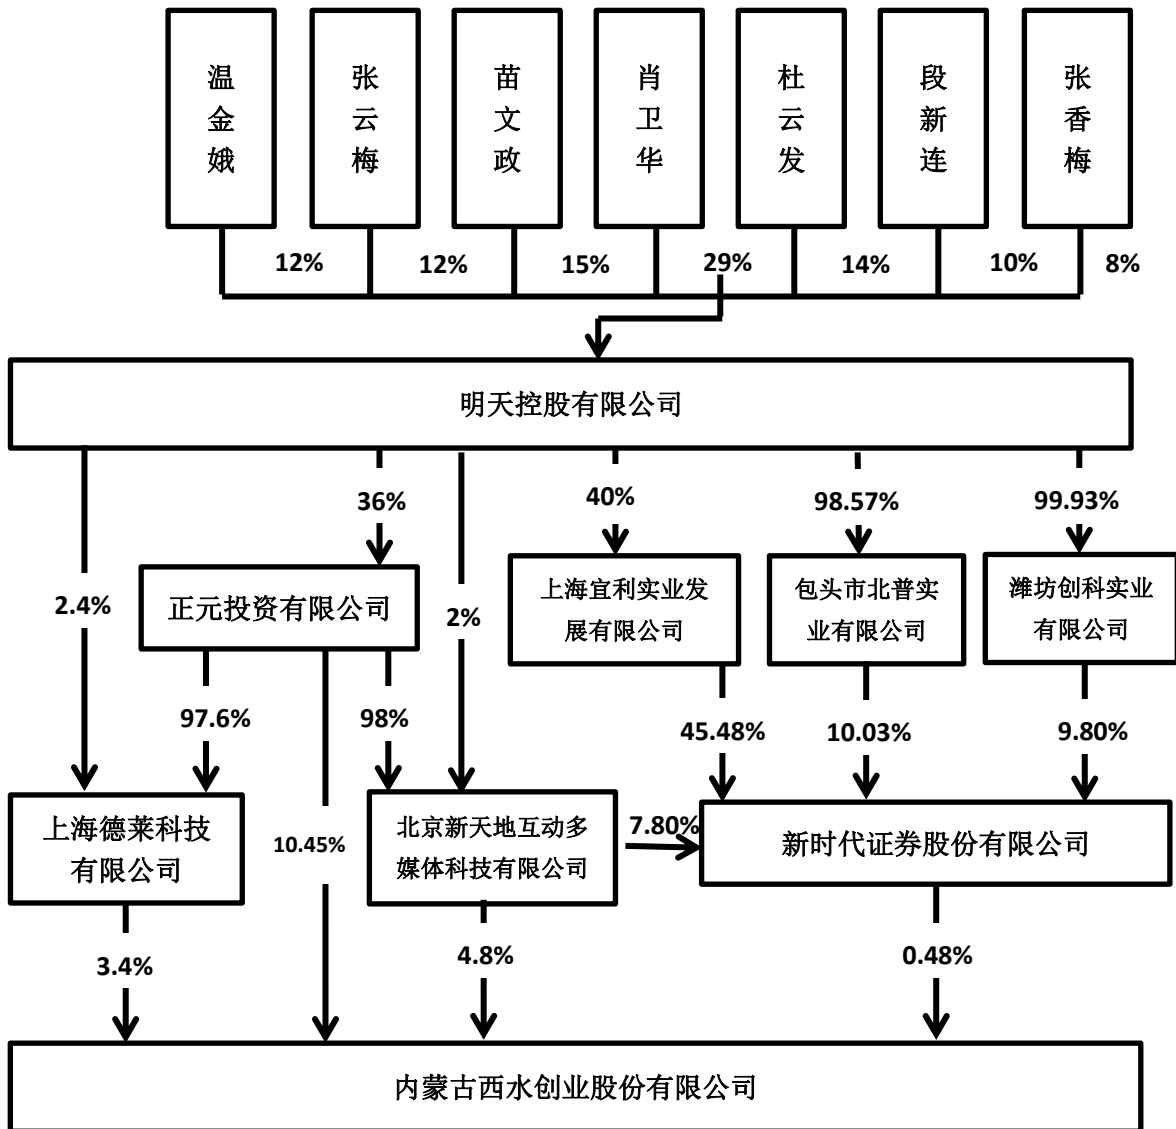 温金娥
张云梅
苗文政
肖卫华
杜云发
段新连
张香梅
12%
12%
15%
29%
14%
10%
8%
明天控股有限公司
36%
40%
98.57%
99.93%
2.4%
正元投资有限公司
2%
上海宜利实业发
展有限公司
包头市北普实
业有限公司
潍坊创科实业
有限公司
97.6%
98%
45.48%
10.03%
9.80%
上海德莱科技
有限公司
10.45%
北京新天地互动多
媒体科技有限公司
7.80%
新时代证券股份有限公司
3.4%
4.8%
0.48%
内蒙古西水创业股份有限公司